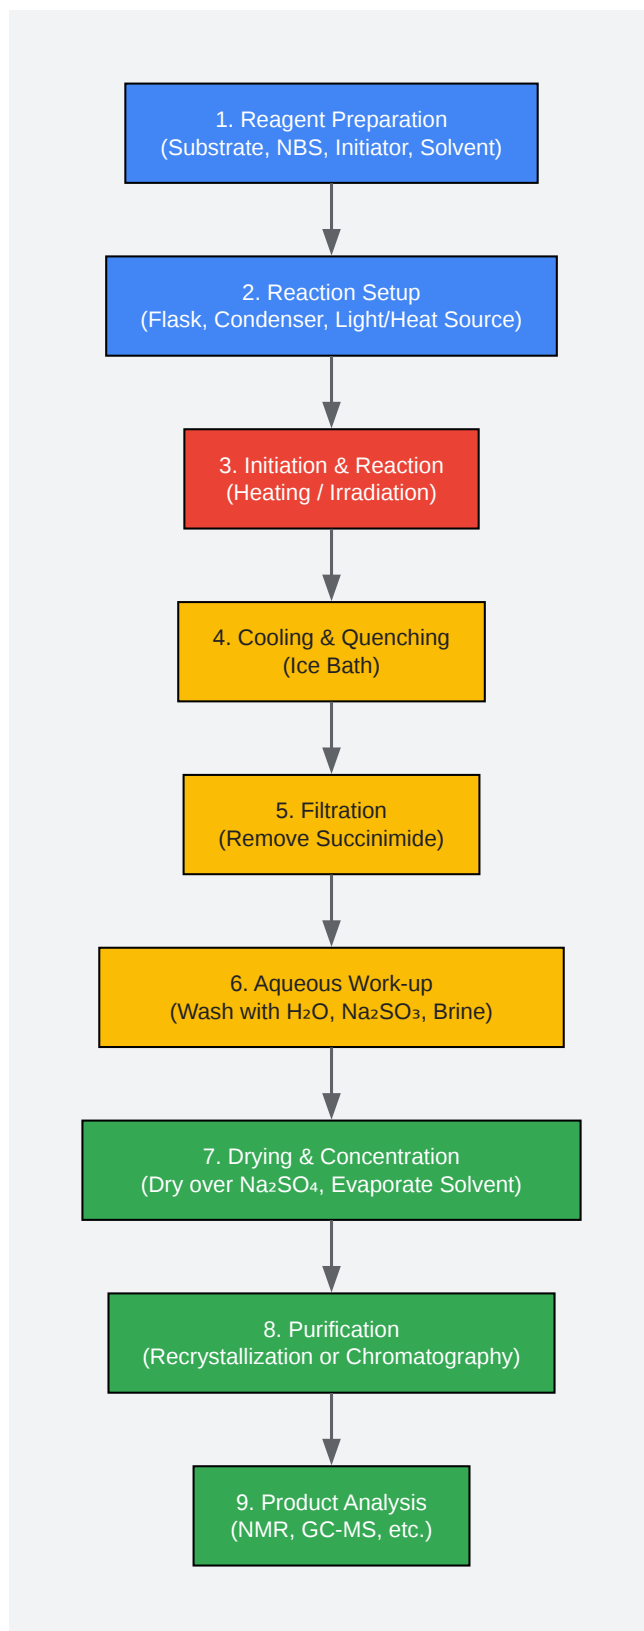 1. Reagent Preparation
(Substrate, NBS, Initiator, Solvent)
2. Reaction Setup
(Flask, Condenser, Light/Heat Source)
3. Initiation & Reaction
(Heating / Irradiation)
4. Cooling & Quenching
(Ice Bath)
5. Filtration
(Remove Succinimide)
6. Aqueous Work-up
(Wash with H₂O, Na₂SO₃, Brine)
7. Drying & Concentration
(Dry over Na₂SO₄, Evaporate Solvent)
8. Purification
(Recrystallization or Chromatography)
9. Product Analysis
(NMR, GC-MS, etc.)